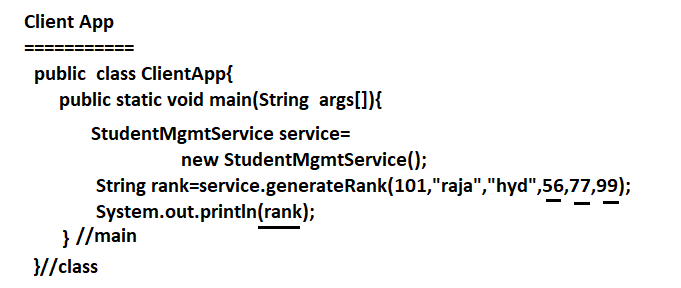 Client App
===========
public class ClientApp{
public static void main(String args[]){
StudentMgmtService service=
new StudentMgmtService();
String rank=service.generateRank(101,"raja","hyd",56,77,99);
System.out.println(rank);
} //main
}//class